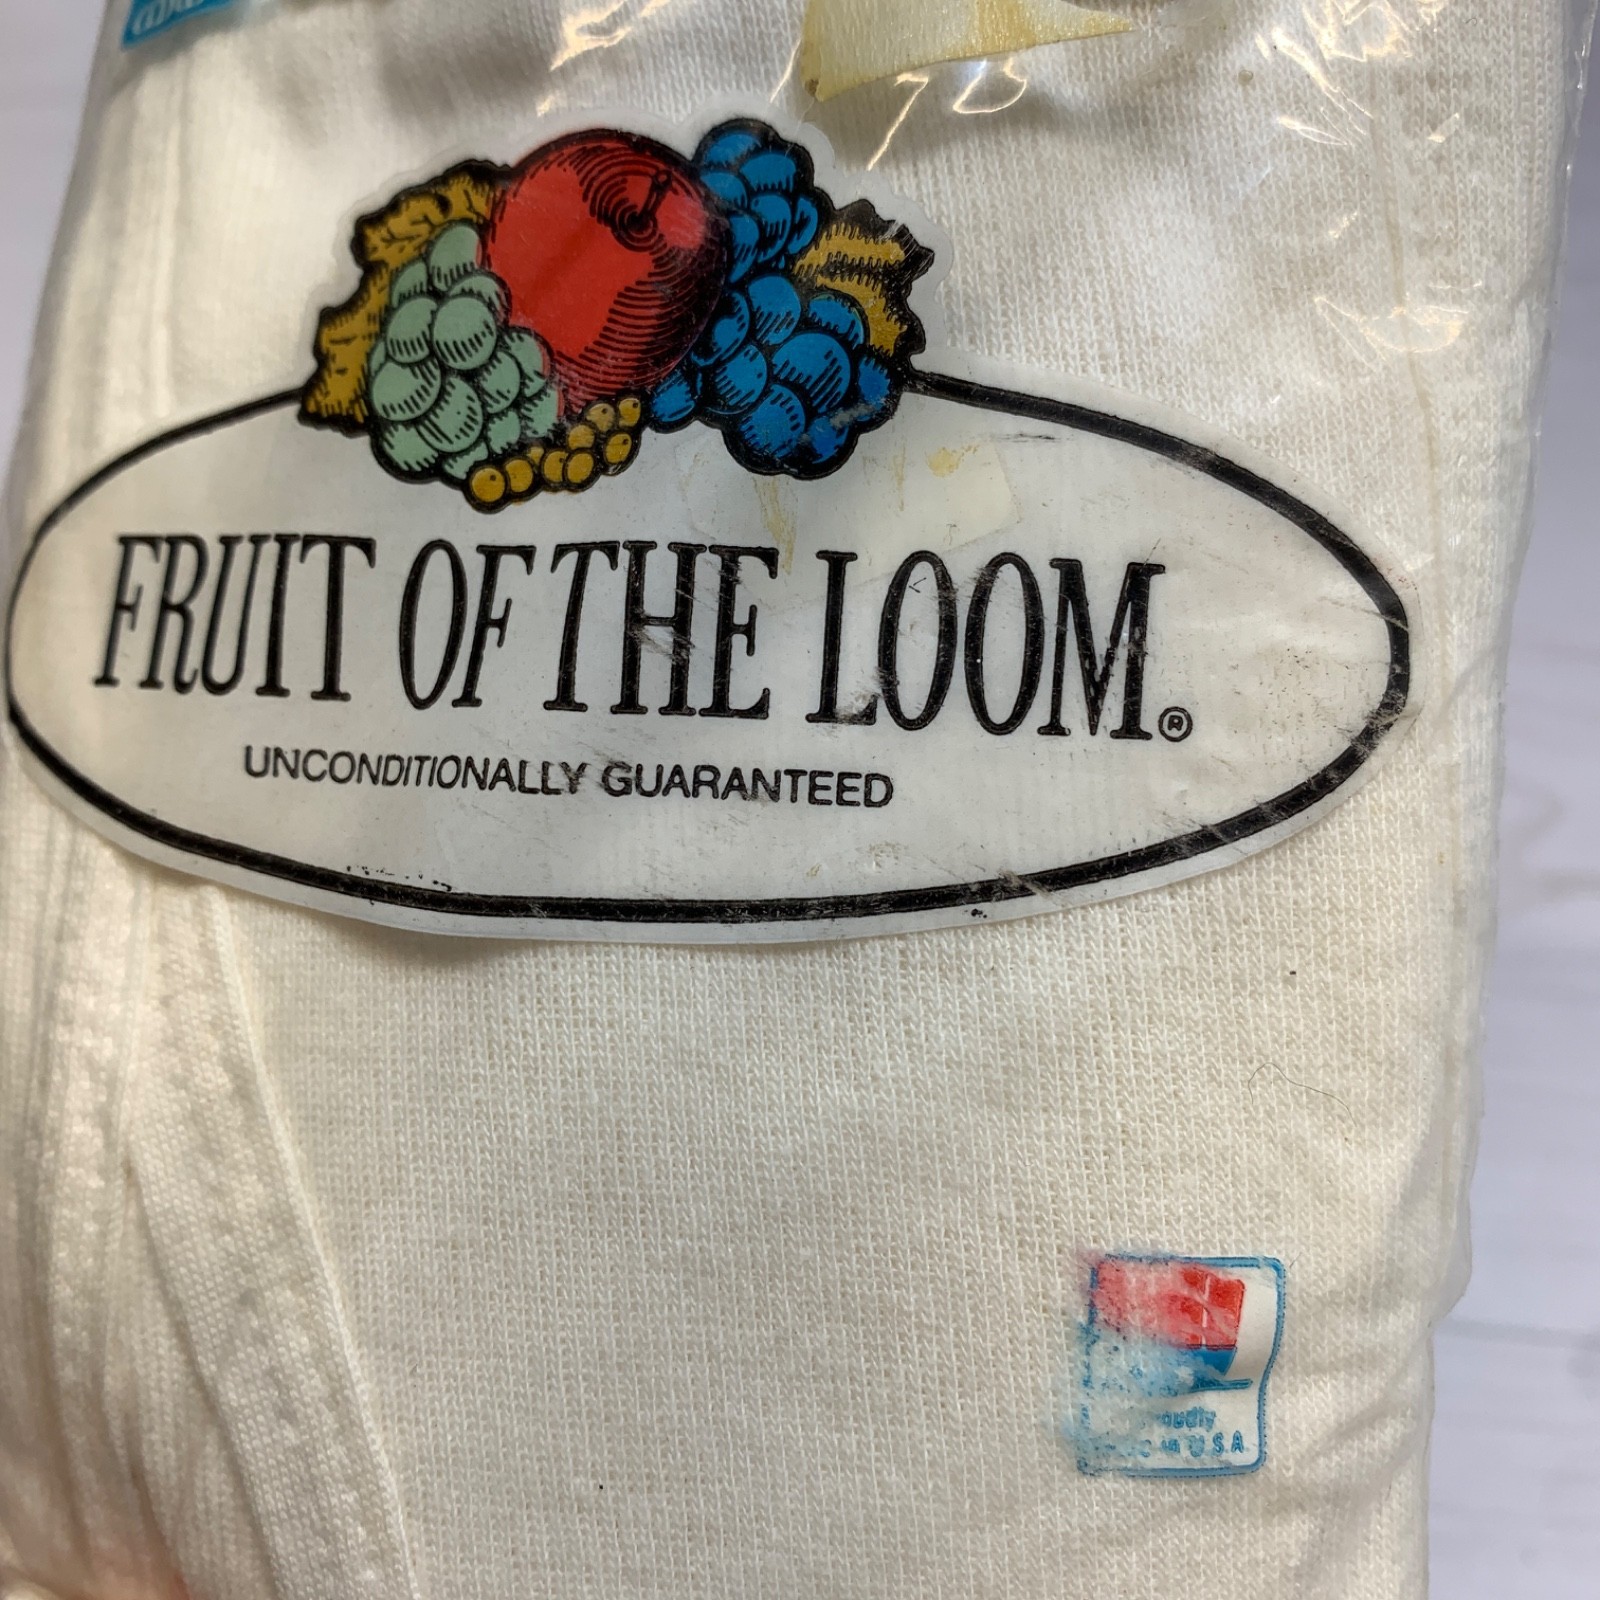 FRUIT OF THE LOOM®
UNCONDITIONALLY GUARANTEED
U.S.A.